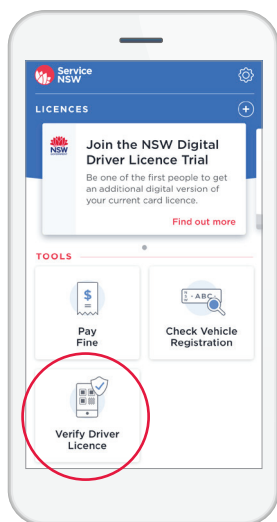 Service
NSW
LICENCES
NSW
Join the NSW Digital
Driver Licence Trial
Be one of the first people to get
an additional digital version of
your current card licence.
Find out more
TOOLS
$
ABC
Pay
Fine
Check Vehicle
Registration
Verify Driver
Licence